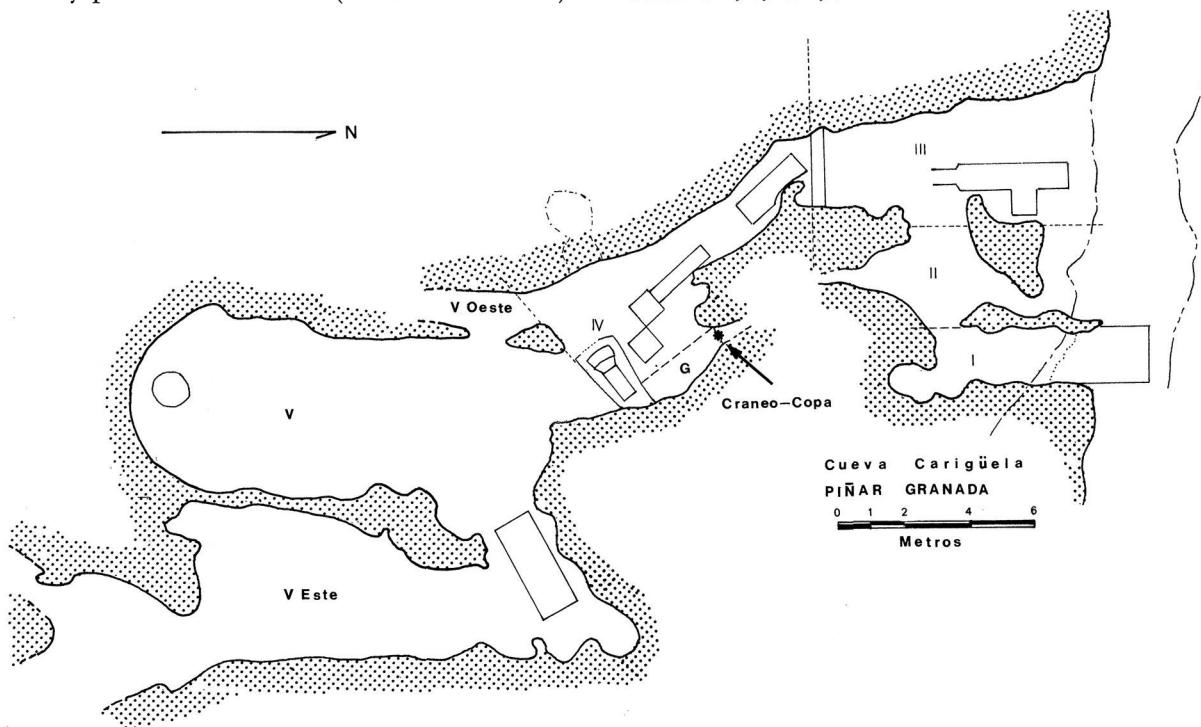 N
III
II
V Oeste
IV
G
I
Craneo-Copa
V
Cueva Carigüela
PIÑAR GRANADA
0 1 2 4 6
Metros
V Este